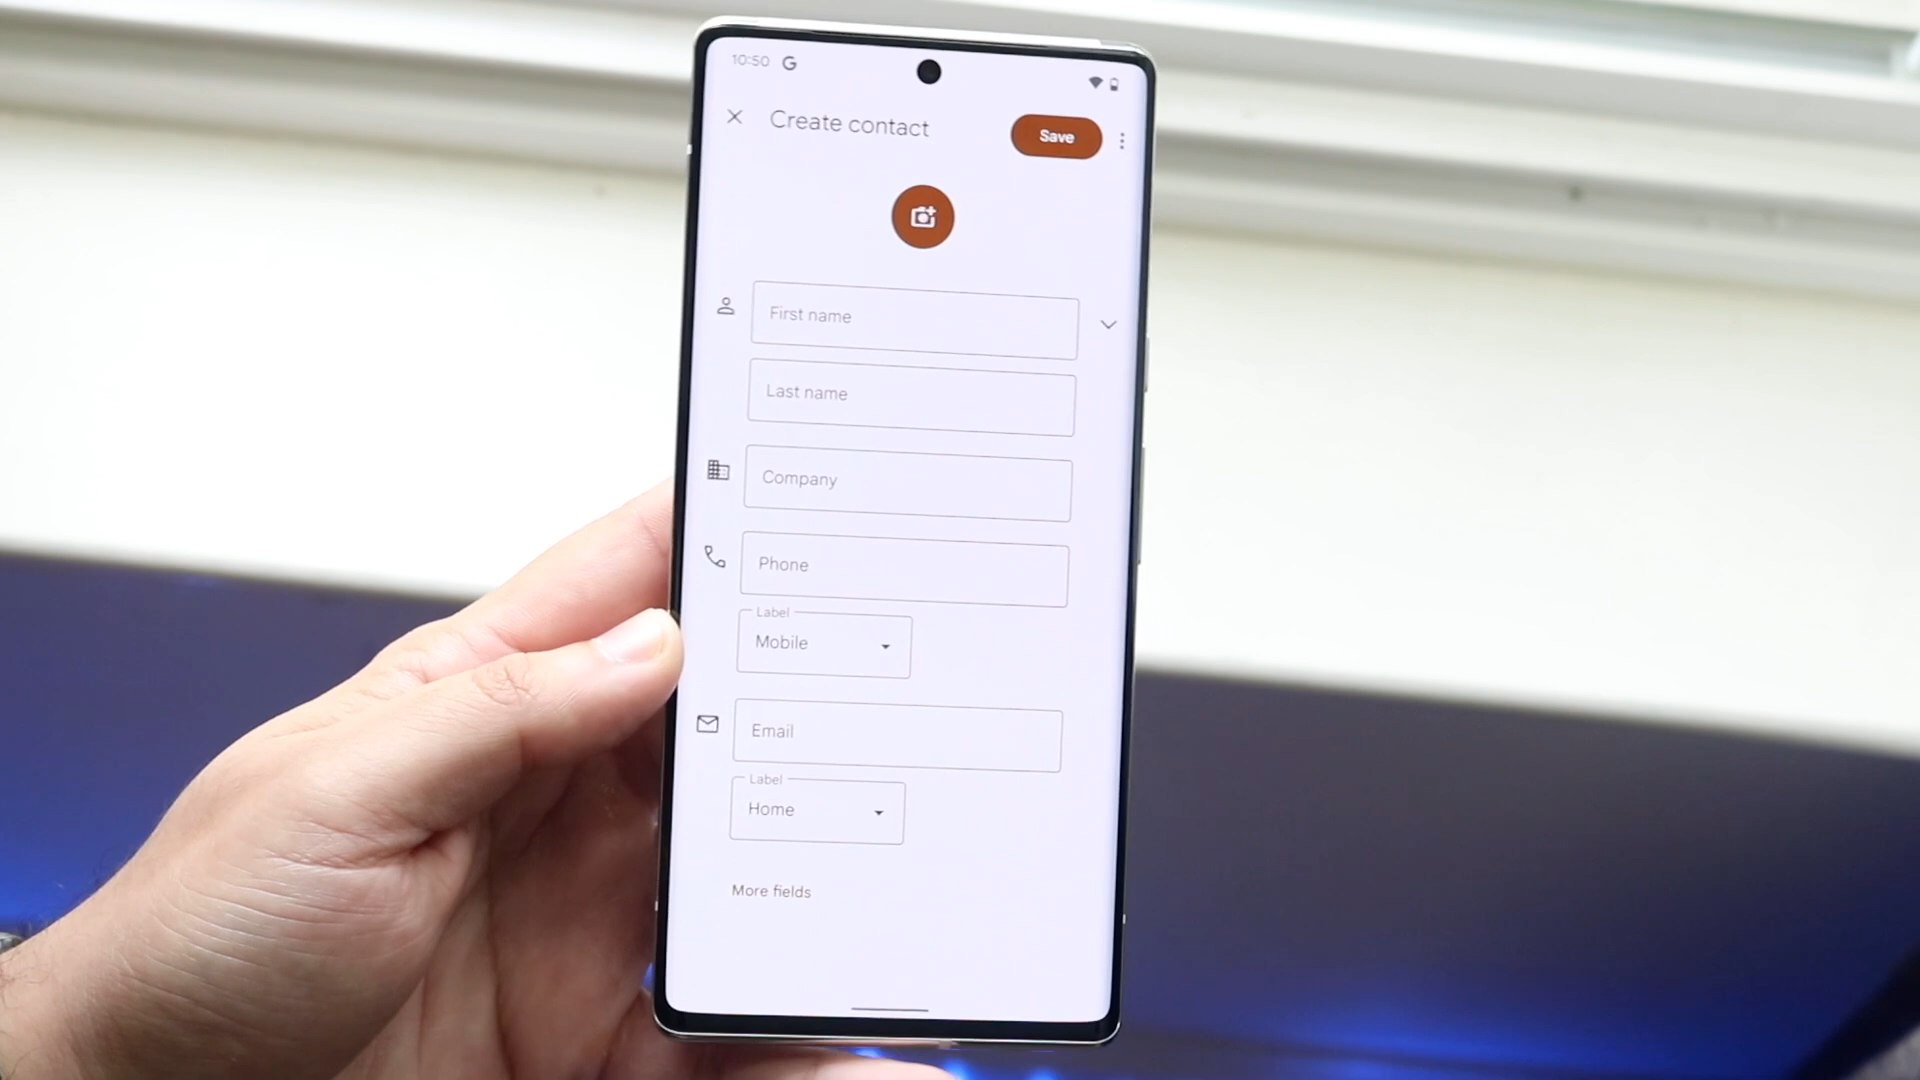 10:50 G
Create contact
Save
First name
Last name
Company
Phone
Label
Mobile
Email
Label
Home
More fields